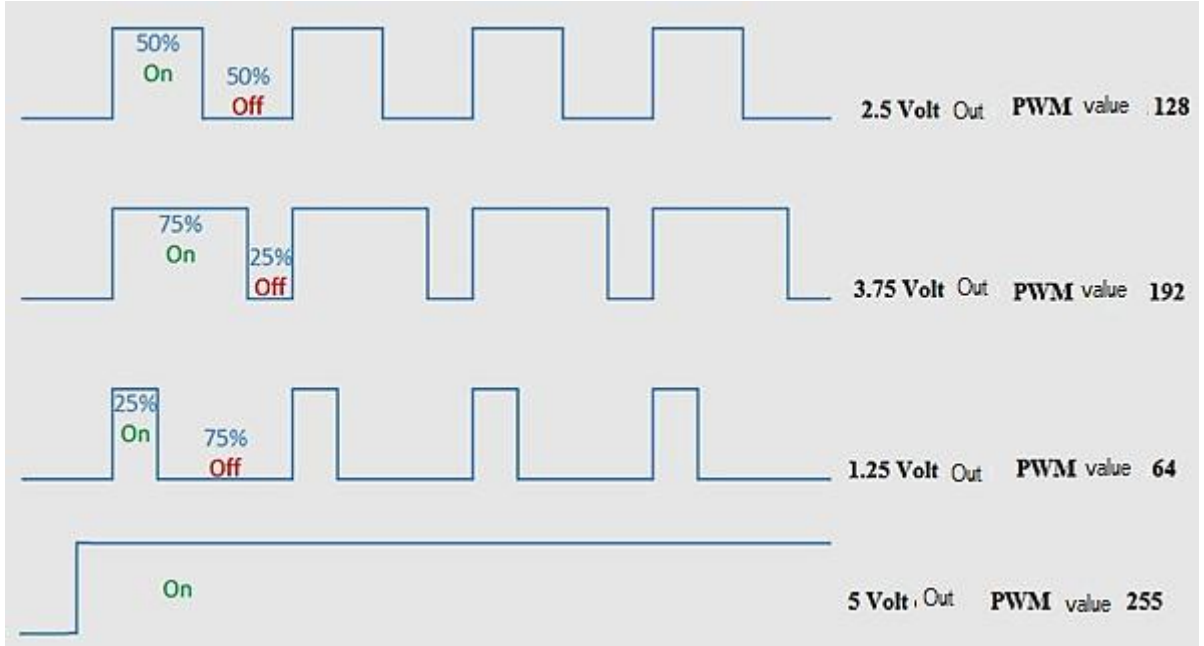 50%
On
50%
Off
2.5 Volt Out PWM value 128
75%
On
25%
Off
3.75 Volt Out PWM value 192
25%
On
75%
Off
1.25 Volt Out PWM value 64
On
5 Volt Out PWM value 255